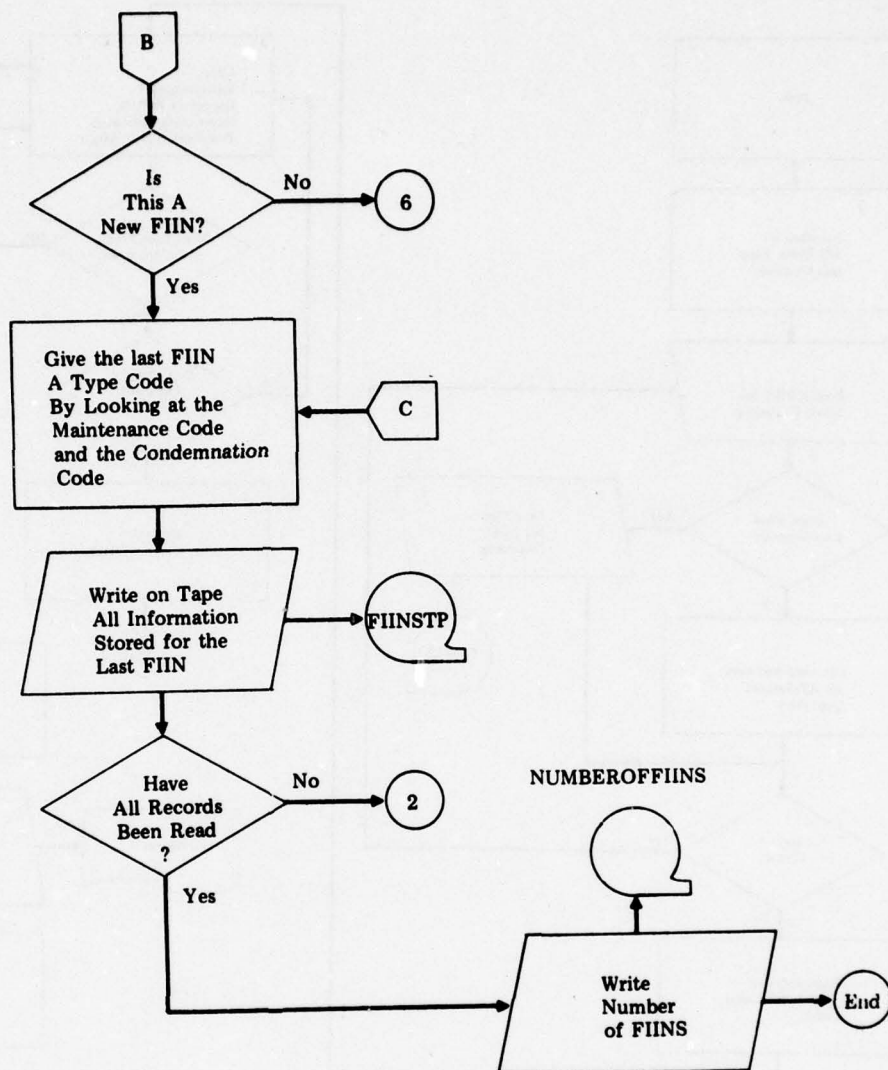 B
Is
This A
New FIIN?
No
6
Yes
Give the last FIIN
A Type Code
By Looking at the
Maintenance Code
and the Condemnation
Code
C
Write on Tape
All Information
Stored for the
Last FIIN
FIINSTP
Have
All Records
Been Read
?
No
2
Yes
NUMBEROFFIINS
Write
Number
of FIINS
End